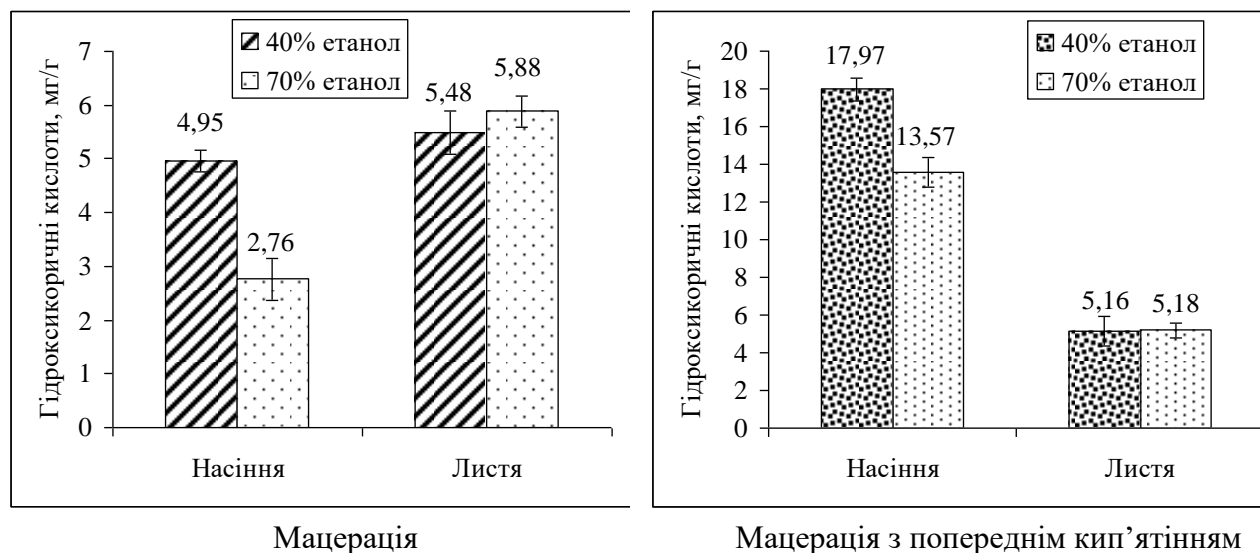 Гідроксикоричні кислоти, мг/г
7
6
5
4
3
2
1
0
40% етанол
70% етанол
4,95
2,76
5,48
5,88
Насіння
Листя
Мацерація
Гідроксикоричні кислоти, мг/г
20
18
16
14
12
10
8
6
4
2
0
40% етанол
70% етанол
17,97
13,57
5,16
5,18
Насіння
Листя
Мацерація з попереднім кип’ятінням